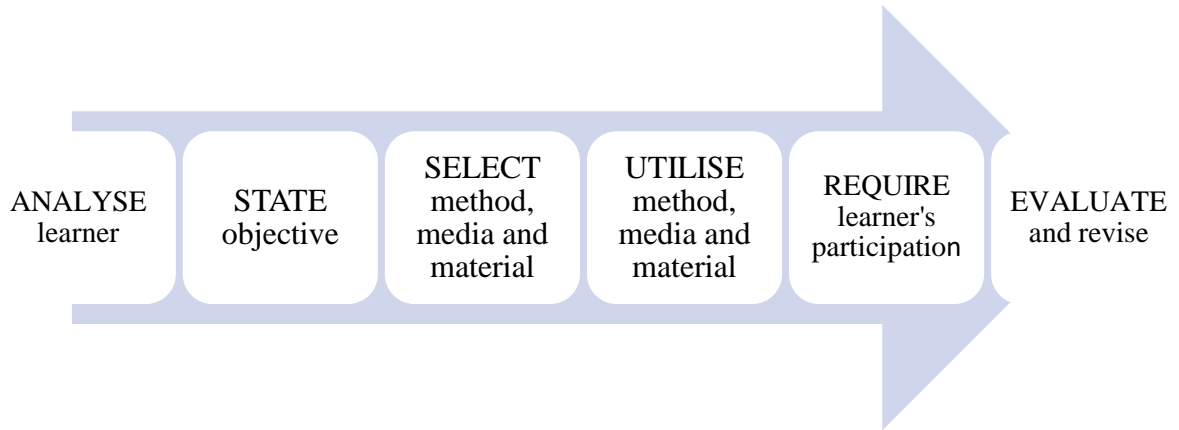 ANALYSE
learner
STATE
objective
SELECT
method,
media and
material
UTILISE
method,
media and
material
REQUIRE
learner's
participation
EVALUATE
and revise